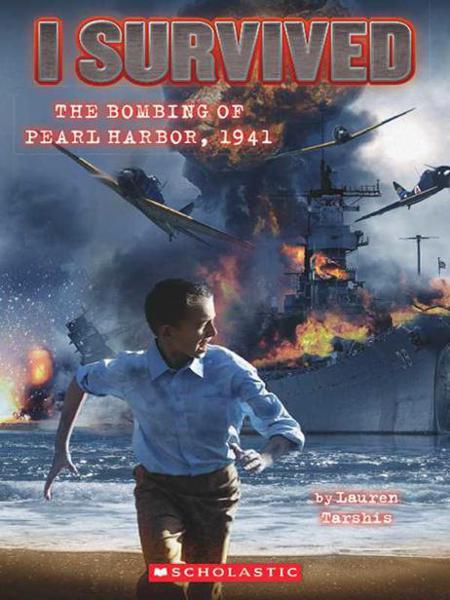 I SURVIVED
THE BOMBING OF
PEARL HARBOR, 1941
by Lauren
Tarshis
SCHOLASTIC